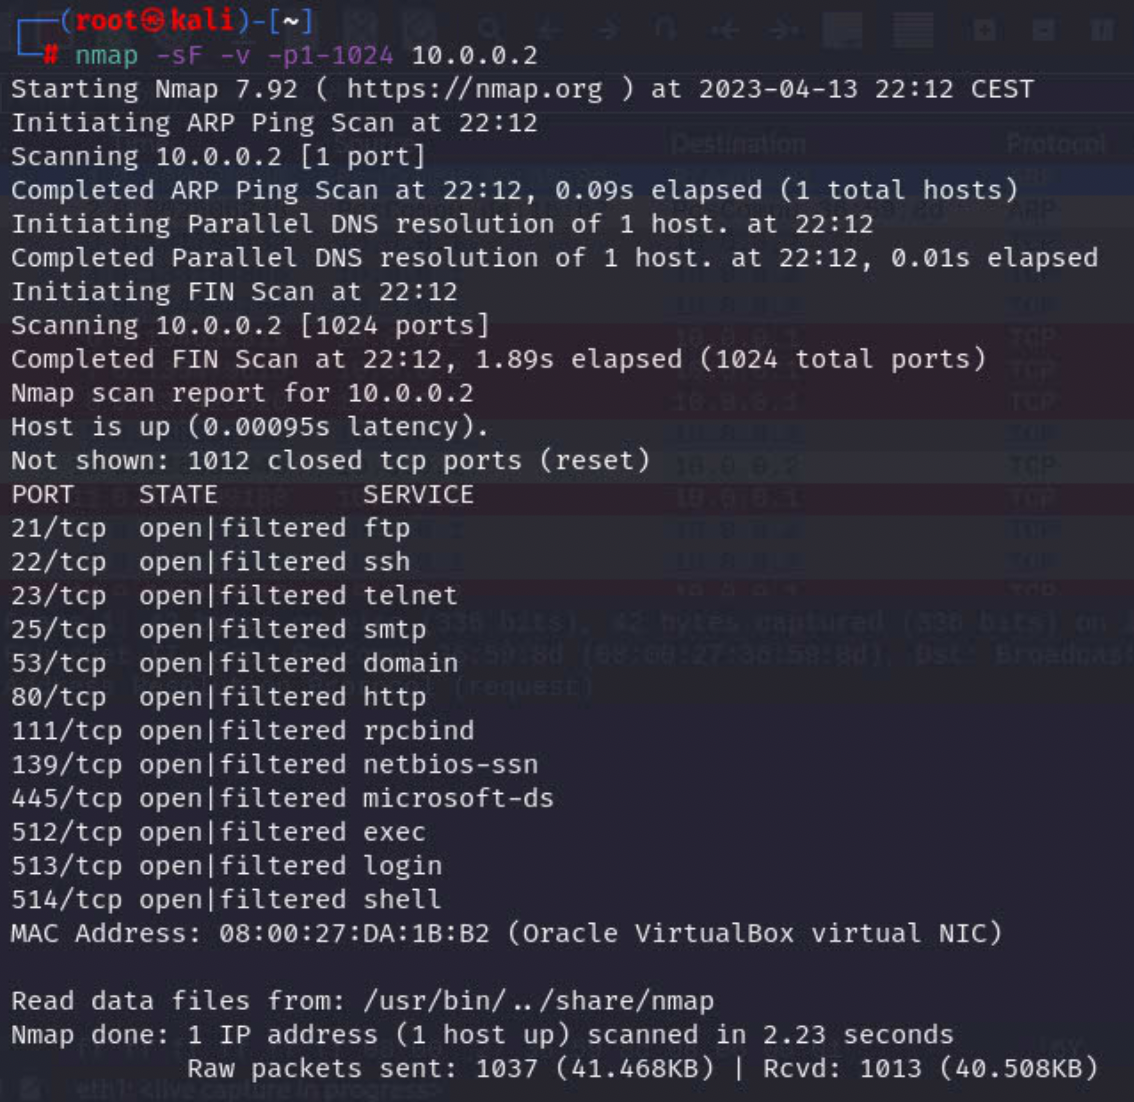 ┌──(root㉿kali)-[~]
└─# nmap -sF -v -p1-1024 10.0.0.2
Starting Nmap 7.92 ( https://nmap.org ) at 2023-04-13 22:12 CEST
Initiating ARP Ping Scan at 22:12
Scanning 10.0.0.2 [1 port]
Completed ARP Ping Scan at 22:12, 0.09s elapsed (1 total hosts)
Initiating Parallel DNS resolution of 1 host. at 22:12
Completed Parallel DNS resolution of 1 host. at 22:12, 0.01s elapsed
Initiating FIN Scan at 22:12
Scanning 10.0.0.2 [1024 ports]
Completed FIN Scan at 22:12, 1.89s elapsed (1024 total ports)
Nmap scan report for 10.0.0.2
Host is up (0.00095s latency).
Not shown: 1012 closed tcp ports (reset)
PORT    STATE         SERVICE
21/tcp  open|filtered ftp
22/tcp  open|filtered ssh
23/tcp  open|filtered telnet
25/tcp  open|filtered smtp
53/tcp  open|filtered domain
80/tcp  open|filtered http
111/tcp open|filtered rpcbind
139/tcp open|filtered netbios-ssn
445/tcp open|filtered microsoft-ds
512/tcp open|filtered exec
513/tcp open|filtered login
514/tcp open|filtered shell
MAC Address: 08:00:27:DA:1B:B2 (Oracle VirtualBox virtual NIC)
Read data files from: /usr/bin/../share/nmap
Nmap done: 1 IP address (1 host up) scanned in 2.23 seconds
Raw packets sent: 1037 (41.468KB) | Rcvd: 1013 (40.508KB)